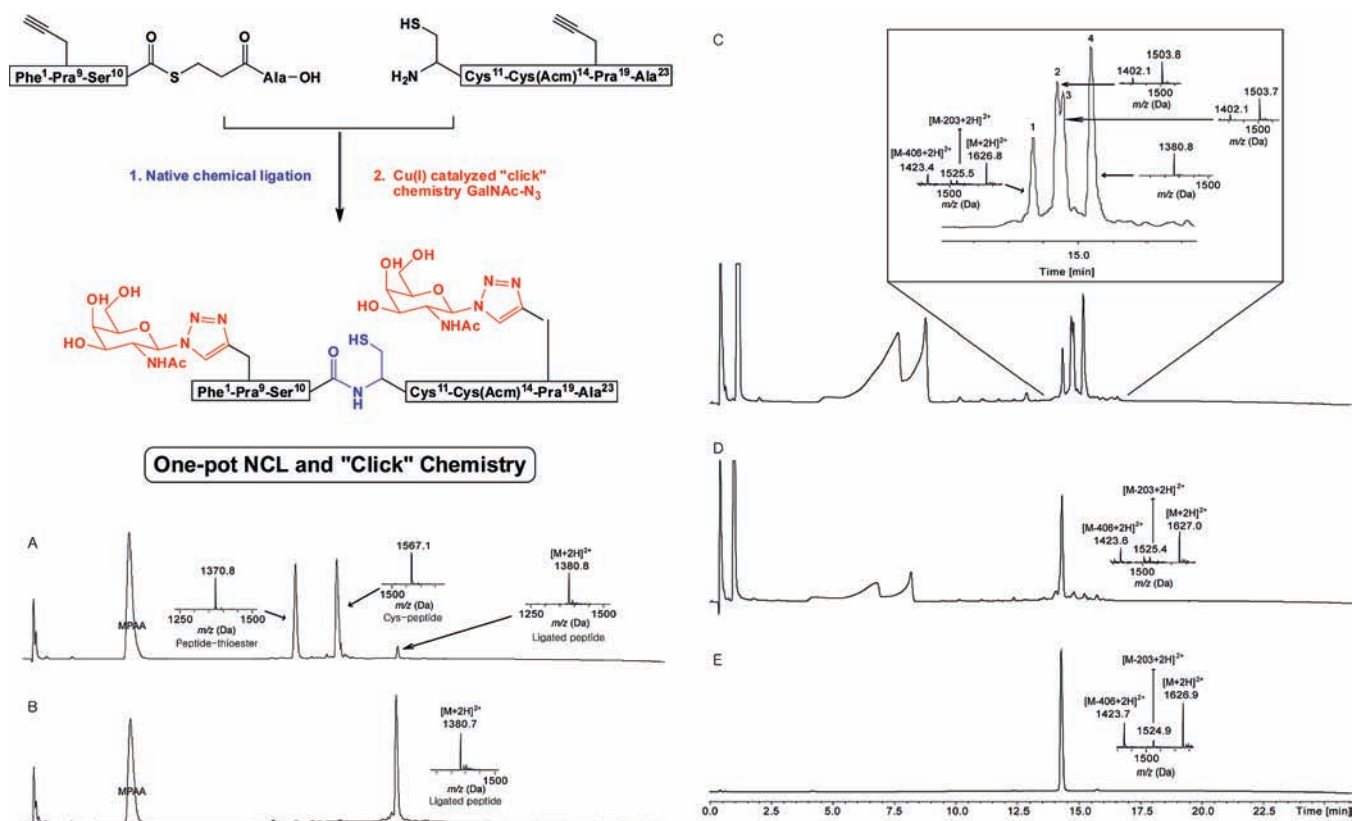 HS
O
O
Phe¹-Pra⁹-Ser¹⁰
S
Ala–OH
H₂N
Cys¹¹-Cys(Acm)¹⁴-Pra¹⁹-Ala²³
1. Native chemical ligation
2. Cu(I) catalyzed "click"
chemistry GalNAc-N₃
OH
OH
O
HO
NHAc
N
N=N
OH
OH
O
HO
NHAc
N
N=N
HS
O
N
H
Phe¹-Pra⁹-Ser¹⁰
Cys¹¹-Cys(Acm)¹⁴-Pra¹⁹-Ala²³
One-pot NCL and "Click" Chemistry
A
MPAA
1370.8
1250
1500
m/z (Da)
Peptide-thioester
1567.1
1500
m/z (Da)
Cys-peptide
[M+2H]²⁺
1380.8
1250
1500
m/z (Da)
Ligated peptide
B
MPAA
[M+2H]²⁺
1380.7
1500
m/z (Da)
Ligated peptide
C
1
2
3
4
1503.8
1402.1
1500
m/z (Da)
1503.7
1402.1
1500
m/z (Da)
1380.8
1500
m/z (Da)
[M-203+2H]²⁺
[M-406+2H]²⁺
[M+2H]²⁺
1423.4
1525.5
1626.8
1500
m/z (Da)
15.0
Time [min]
D
[M-203+2H]²⁺
[M-406+2H]²⁺
[M+2H]²⁺
1423.6
1525.4
1627.0
1500
m/z (Da)
E
[M-203+2H]²⁺
[M-406+2H]²⁺
[M+2H]²⁺
1423.7
1524.9
1626.9
1500
m/z (Da)
0.0 2.5 5.0 7.5 10.0 12.5 15.0 17.5 20.0 22.5 Time [min]